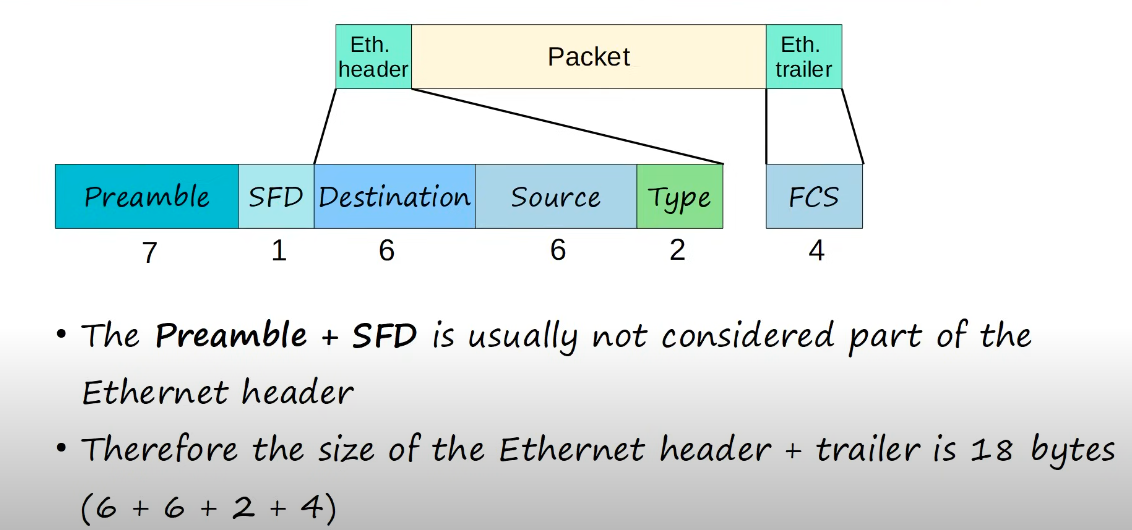 Eth. header
Packet
Eth. trailer
Preamble SFD Destination Source Type FCS
7 1 6 6 2 4
• The Preamble + SFD is usually not considered part of the
Ethernet header
• Therefore the size of the Ethernet header + trailer is 18 bytes
(6 + 6 + 2 + 4)